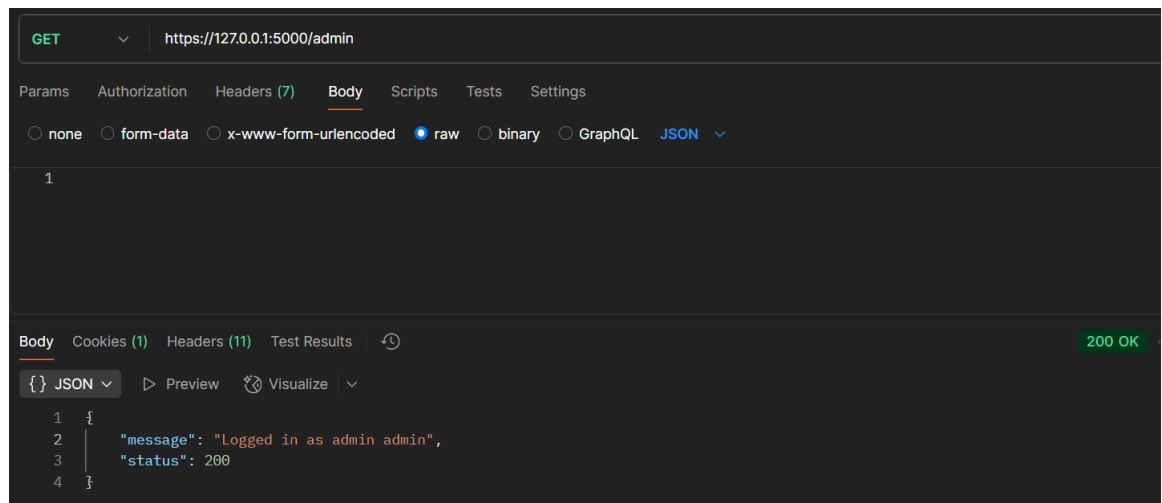 GET https://127.0.0.1:5000/admin
Params Authorization Headers (7) Body Scripts Tests Settings
none form-data x-www-form-urlencoded raw binary GraphQL JSON
1
Body Cookies (1) Headers (11) Test Results 200 OK
{} JSON Preview Visualize
1 {
2 "message": "Logged in as admin admin",
3 "status": 200
4 }